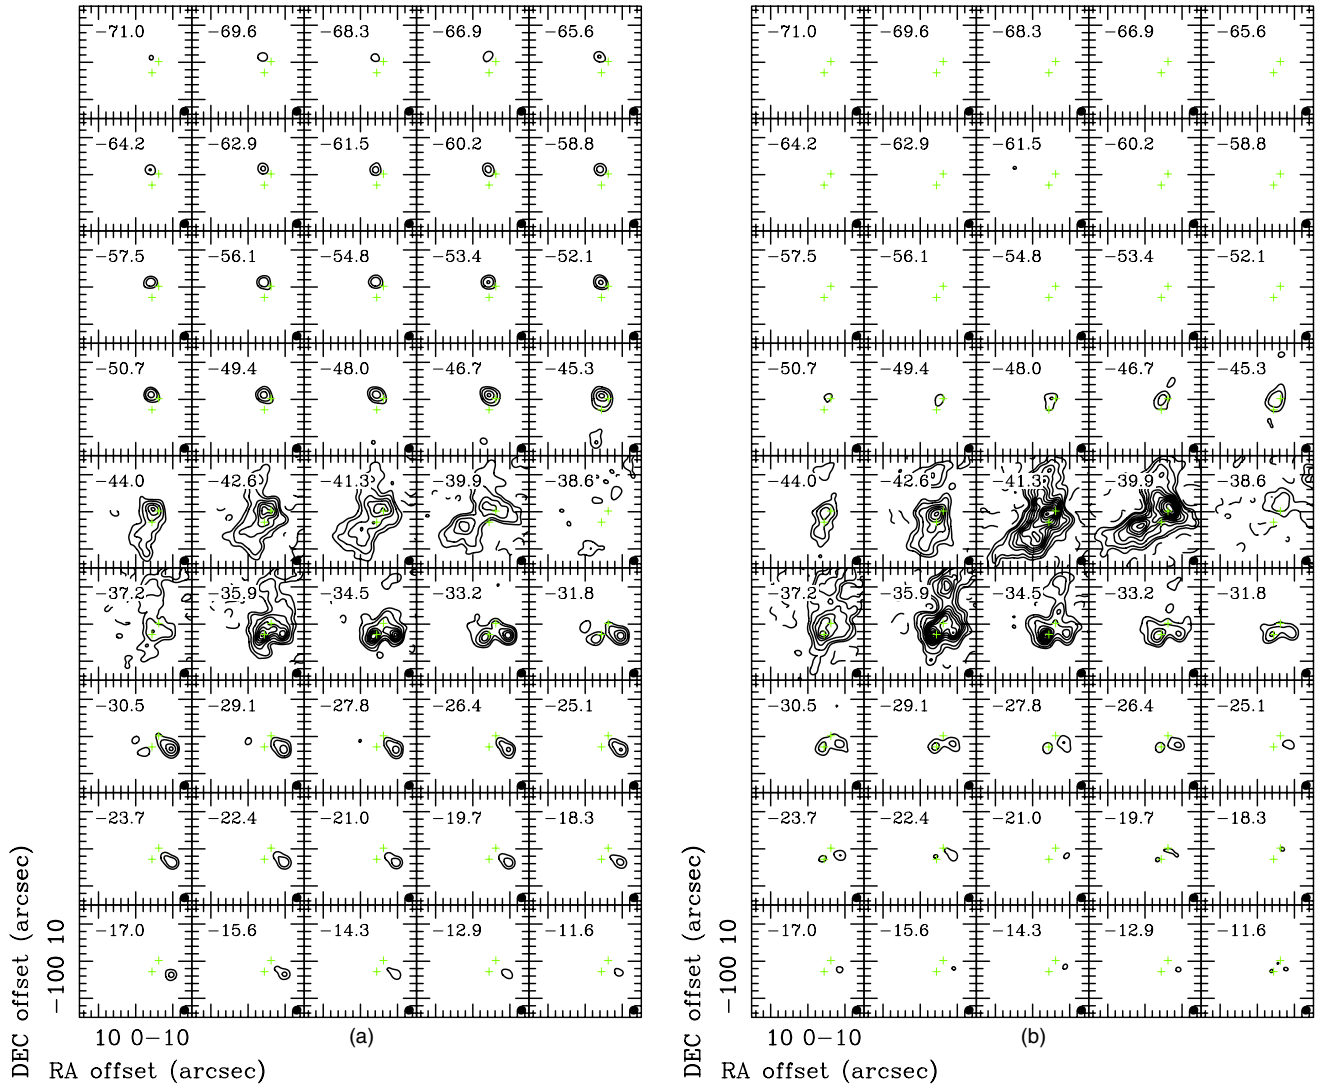 −71.0 −69.6 −68.3 −66.9 −65.6
−64.2 −62.9 −61.5 −60.2 −58.8
−57.5 −56.1 −54.8 −53.4 −52.1
−50.7 −49.4 −48.0 −46.7 −45.3
−44.0 −42.6 −41.3 −39.9 −38.6
−37.2 −35.9 −34.5 −33.2 −31.8
−30.5 −29.1 −27.8 −26.4 −25.1
−23.7 −22.4 −21.0 −19.7 −18.3
−17.0 −15.6 −14.3 −12.9 −11.6
DEC offset (arcsec)
−100 10
10 0−10
(a)
RA offset (arcsec)
−71.0 −69.6 −68.3 −66.9 −65.6
−64.2 −62.9 −61.5 −60.2 −58.8
−57.5 −56.1 −54.8 −53.4 −52.1
−50.7 −49.4 −48.0 −46.7 −45.3
−44.0 −42.6 −41.3 −39.9 −38.6
−37.2 −35.9 −34.5 −33.2 −31.8
−30.5 −29.1 −27.8 −26.4 −25.1
−23.7 −22.4 −21.0 −19.7 −18.3
−17.0 −15.6 −14.3 −12.9 −11.6
DEC offset (arcsec)
−100 10
10 0−10
(b)
RA offset (arcsec)